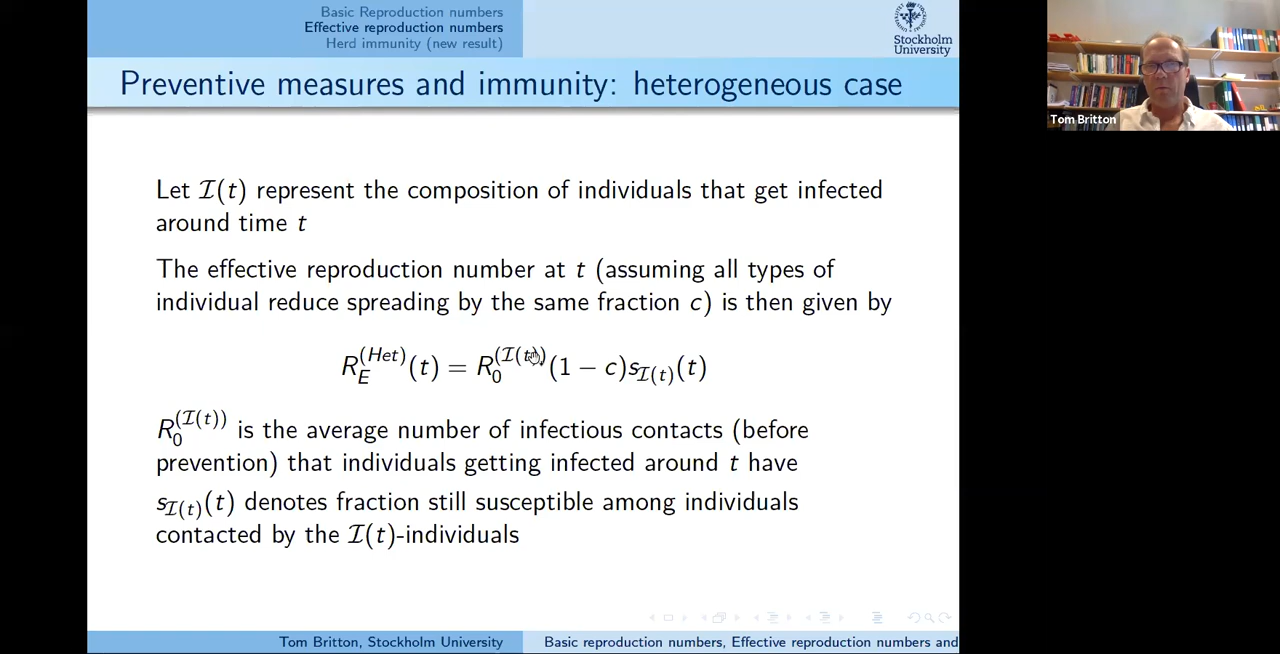 Basic Reproduction numbers
Effective reproduction numbers
Herd immunity (new result)
Stockholm
University
Preventive measures and immunity: heterogeneous case
Let 𝓘(t) represent the composition of individuals that get infected
around time t
The effective reproduction number at t (assuming all types of
individual reduce spreading by the same fraction c) is then given by
R_E^{(Het)}(t) = R_0^{(𝓘(t))}(1 − c)s_{𝓘(t)}(t)
R_0^{(𝓘(t))} is the average number of infectious contacts (before
prevention) that individuals getting infected around t have
s_{𝓘(t)}(t) denotes fraction still susceptible among individuals
contacted by the 𝓘(t)-individuals
Tom Britton, Stockholm University
Basic reproduction numbers, Effective reproduction numbers and
Tom Britton